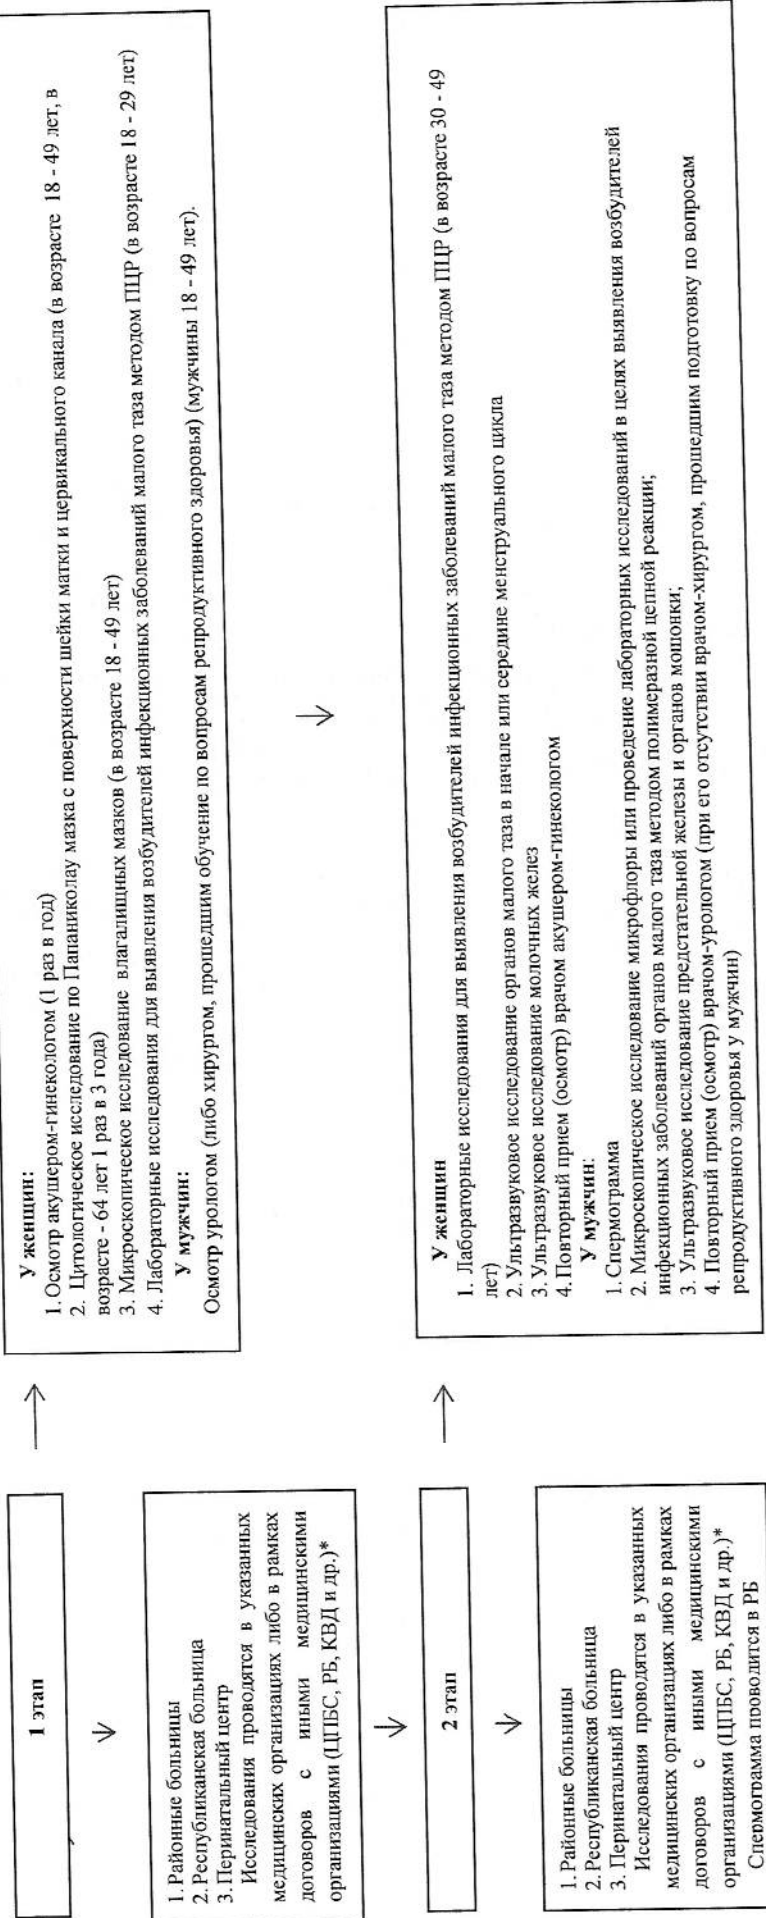 1 этап
У женщин:
1. Осмотр акушером-гинекологом (1 раз в год)
2. Цитологическое исследование по Папаниколау мазка с поверхности шейки матки и цервикального канала (в возрасте 18 - 49 лет, в
возрасте - 64 лет 1 раз в 3 года)
3. Микроскопическое исследование влагалищных мазков (в возрасте 18 - 49 лет)
4. Лабораторные исследования для выявления возбудителей инфекционных заболеваний малого таза методом ПЦР (в возрасте 18 - 29 лет)
У мужчин:
Осмотр урологом (либо хирургом, прошедшим обучение по вопросам репродуктивного здоровья) (мужчины 18 - 49 лет).
1. Районные больницы
2. Республиканская больница
3. Перинатальный центр
Исследования проводятся в указанных
медицинских организациях либо в рамках
договоров с иными медицинскими
организациями (ЦПБС, РБ, КВД и др.)*
2 этап
У женщин
1. Лабораторные исследования для выявления возбудителей инфекционных заболеваний малого таза методом ПЦР (в возрасте 30 - 49
лет)
2. Ультразвуковое исследование органов малого таза в начале или середине менструального цикла
3. Ультразвуковое исследование молочных желез
4. Повторный прием (осмотр) врачом акушером-гинекологом
У мужчин:
1. Спермограмма
2. Микроскопическое исследование микрофлоры или проведение лабораторных исследований в целях выявления возбудителей
инфекционных заболеваний органов малого таза методом полимеразной цепной реакции;
3. Ультразвуковое исследование предстательной железы и органов мошонки;
4. Повторный прием (осмотр) врачом-урологом (при его отсутствии врачом-хирургом, прошедшим подготовку по вопросам
репродуктивного здоровья у мужчин)
1. Районные больницы
2. Республиканская больница
3. Перинатальный центр
Исследования проводятся в указанных
медицинских организациях либо в рамках
договоров с иными медицинскими
организациями (ЦПБС, РБ, КВД и др.)*
Спермограмма проводится в РБ